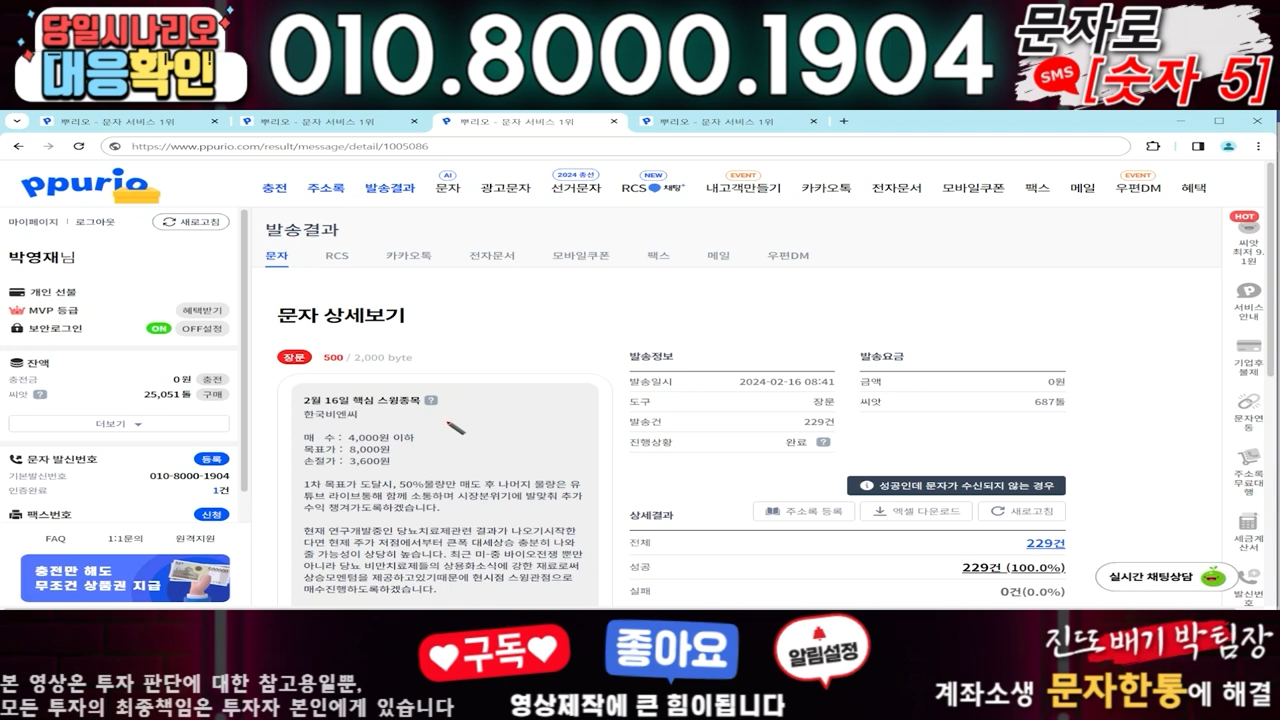 당일시나리오
대응확인
010.8000.1904
문자로
SMS [숫자 5]
뿌리오 - 문자 서비스 1위
뿌리오 - 문자 서비스 1위
뿌리오 - 문자 서비스 1위
뿌리오 - 문자 서비스 1위
https://www.ppurio.com/result/message/detail/1005086
ppurio
AI 2024 총선 NEW EVENT EVENT
충전 주소록 발송결과 문자 광고문자 선거문자 RCS 채팅+ 내고객만들기 카카오톡 전자문서 모바일쿠폰 팩스 메일 우편DM 혜택
마이페이지 | 로그아웃 새로고침
박영재님
개인 선불
MVP 등급 혜택받기
보안로그인 ON OFF설정
잔액
충전금 0원 충전
씨앗 ? 25,051톨 구매
더보기
문자 발신번호 등록
기본발신번호 010-8000-1904
인증완료 1건
팩스번호 신청
FAQ 1:1문의 원격지원
충전만 해도
무조건 상품권 지급
발송결과
문자 RCS 카카오톡 전자문서 모바일쿠폰 팩스 메일 우편DM
문자 상세보기
장문 500 / 2,000 byte
2월 16일 핵심 스윙종목 ?
한국비엔씨
매 수 : 4,000원 이하
목표가 : 8,000원
손절가 : 3,600원
1차 목표가 도달시, 50%물량만 매도 후 나머지 물량은 유
튜브 라이브통해 함께 소통하며 시장분위기에 발맞춰 추가
수익 챙겨가도록하겠습니다.
현재 연구개발중인 당뇨치료제관련 결과가 나오기시작한
다면 현제 주가 저점에서부터 큰폭 대세상승 충분히 나와
줄 가능성이 상당히 높습니다. 최근 미·중 바이오전쟁 뿐만
아니라 당뇨 비만치료제들의 상용화소식에 강한 재료로써
상승모멘텀을 제공하고있기때문에 현시점 스윙관점으로
매수진행하도록하겠습니다.
발송정보
발송일시 2024-02-16 08:41
도구 장문
발송건 229건
진행상황 완료 ?
발송요금
금액 0원
씨앗 687톨
성공인데 문자가 수신되지 않는 경우
상세결과 주소록 등록 엑셀 다운로드 새로고침
전체 229건
성공 229건 (100.0%)
실패 0건(0.0%)
실시간 채팅상담
HOT
씨앗
최저 9.
1원
서비스
안내
기업후
불제
문자연
동
주소록
무료대
행
세금계
산서
발신번
호
본 영상은 투자 판단에 대한 참고용일뿐,
모든 투자의 최종책임은 투자자 본인에게 있습니다
구독
좋아요
알림설정
영상제작에 큰 힘이됩니다
진또배기 박팀장
계좌소생 문자한통에 해결